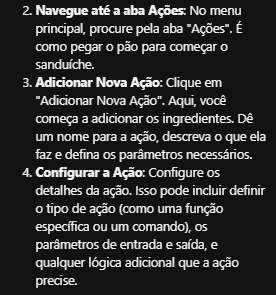 2. Navegue até a aba Ações: No menu
principal, procure pela aba "Ações". É
como pegar o pão para começar o
sanduíche.
3. Adicionar Nova Ação: Clique em
"Adicionar Nova Ação". Aqui, você
começa a adicionar os ingredientes. Dê
um nome para a ação, descreva o que ela
faz e defina os parâmetros necessários.
4. Configurar a Ação: Configure os
detalhes da ação. Isso pode incluir definir
o tipo de ação (como uma função
específica ou um comando), os
parâmetros de entrada e saída, e
qualquer lógica adicional que a ação
precise.